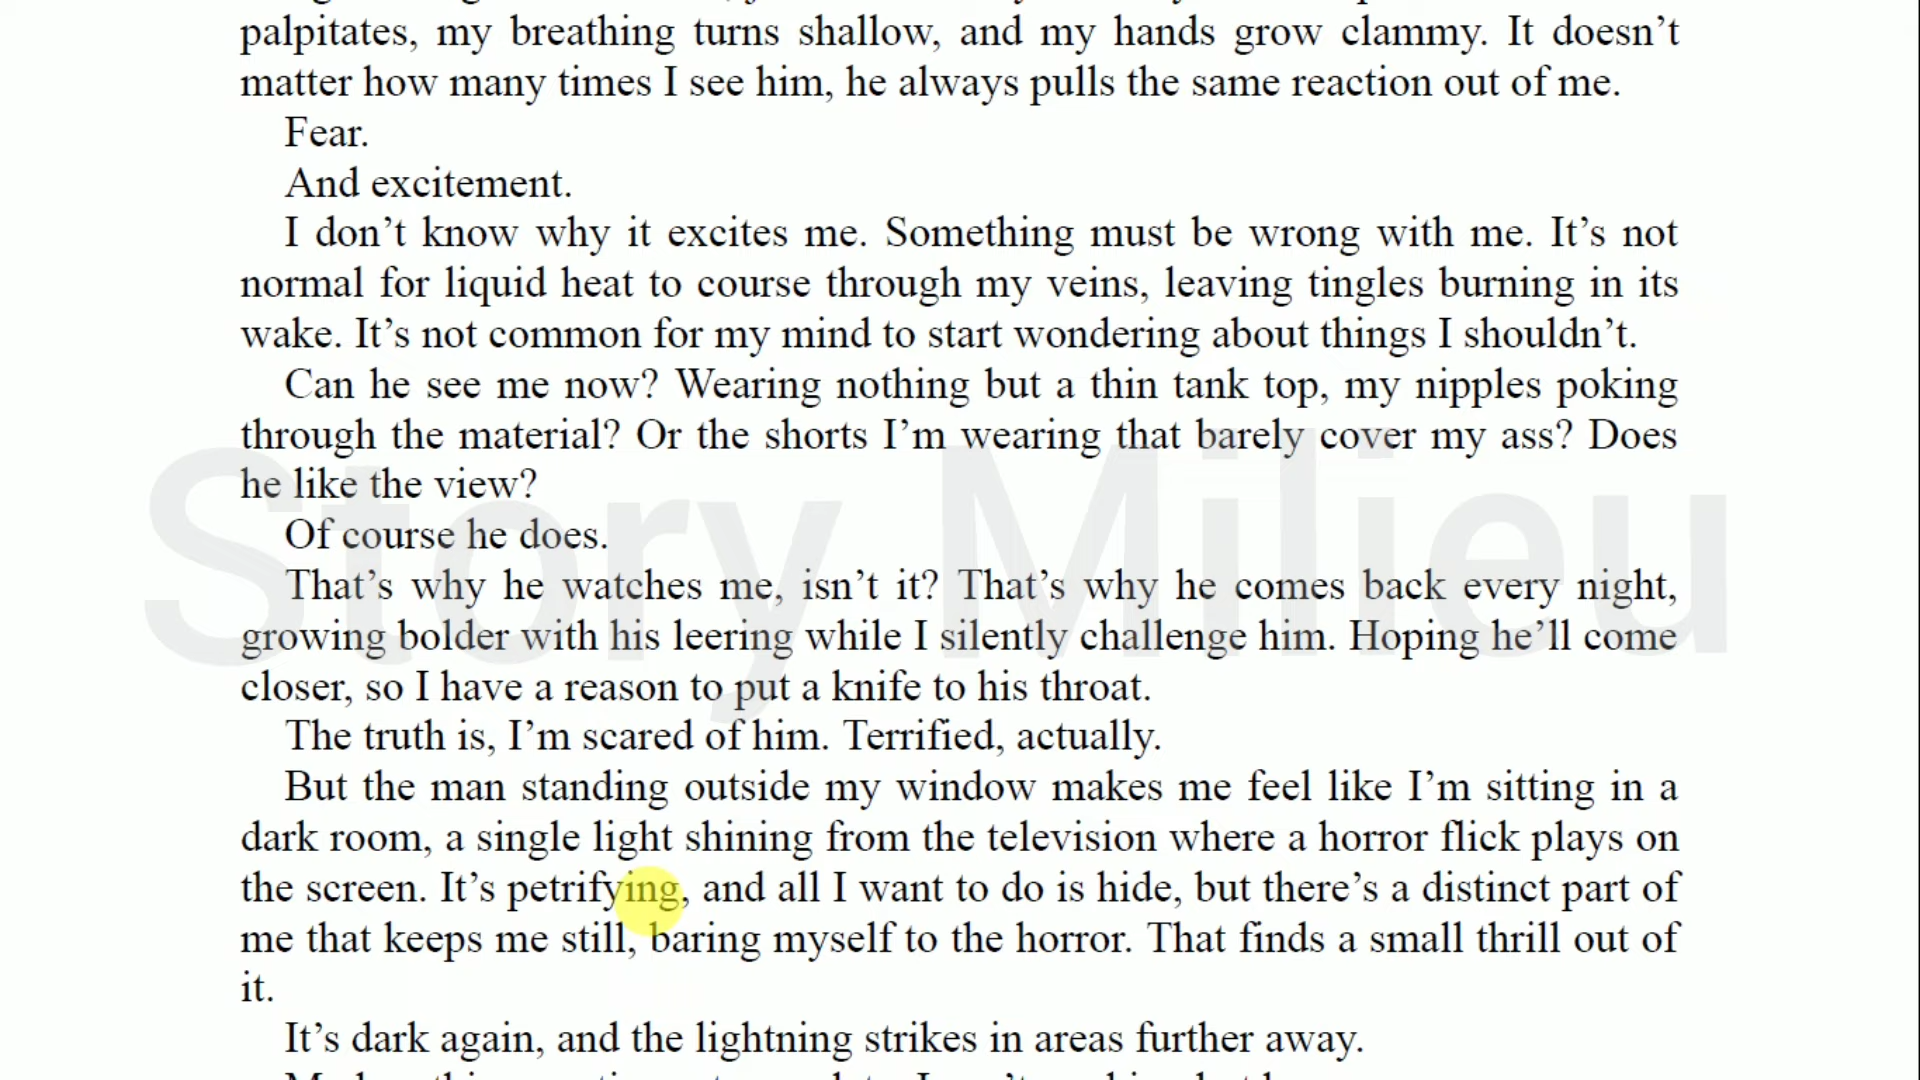 palpitates, my breathing turns shallow, and my hands grow clammy. It doesn’t
matter how many times I see him, he always pulls the same reaction out of me.
Fear.
And excitement.
I don’t know why it excites me. Something must be wrong with me. It’s not
normal for liquid heat to course through my veins, leaving tingles burning in its
wake. It’s not common for my mind to start wondering about things I shouldn’t.
Can he see me now? Wearing nothing but a thin tank top, my nipples poking
through the material? Or the shorts I’m wearing that barely cover my ass? Does
he like the view?
Of course he does.
That’s why he watches me, isn’t it? That’s why he comes back every night,
growing bolder with his leering while I silently challenge him. Hoping he’ll come
closer, so I have a reason to put a knife to his throat.
The truth is, I’m scared of him. Terrified, actually.
But the man standing outside my window makes me feel like I’m sitting in a
dark room, a single light shining from the television where a horror flick plays on
the screen. It’s petrifying, and all I want to do is hide, but there’s a distinct part of
me that keeps me still, baring myself to the horror. That finds a small thrill out of
it.
It’s dark again, and the lightning strikes in areas further away.
Story Milieu